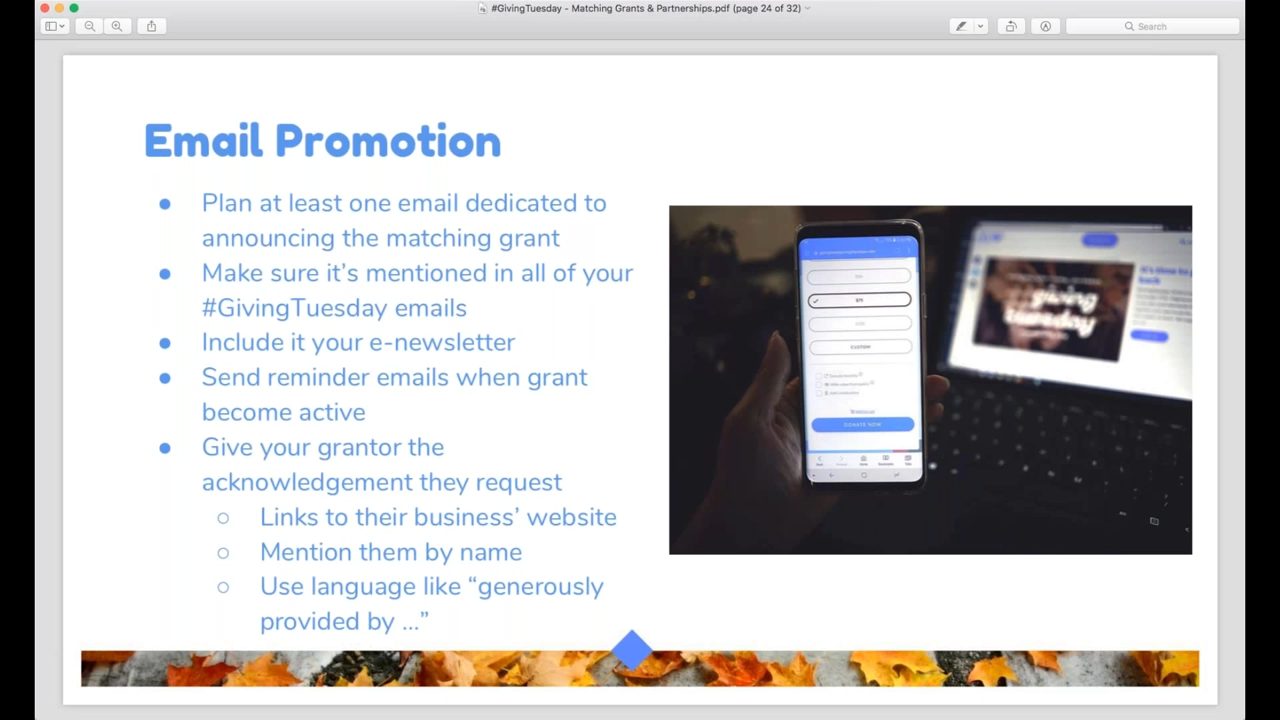 #GivingTuesday - Matching Grants & Partnerships.pdf (page 24 of 32)
Search
Email Promotion
● Plan at least one email dedicated to
announcing the matching grant
● Make sure it’s mentioned in all of your
#GivingTuesday emails
● Include it your e-newsletter
● Send reminder emails when grant
become active
● Give your grantor the
acknowledgement they request
○ Links to their business’ website
○ Mention them by name
○ Use language like “generously
provided by ...”
$75
CUSTOM
DONATE NOW
giving
tuesday